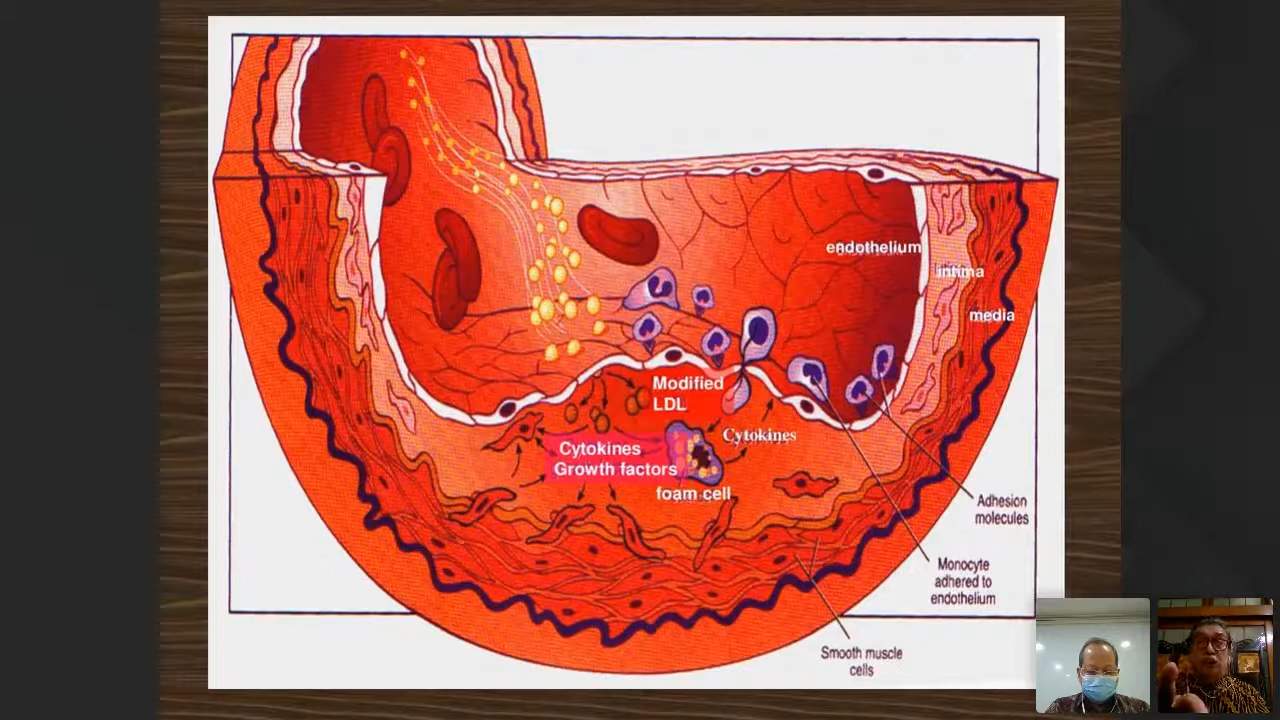 endothelium
intima
media
Modified
LDL
Cytokines
Cytokines
Growth factors
foam cell
Adhesion
molecules
Monocyte
adhered to
endothelium
Smooth muscle
cells